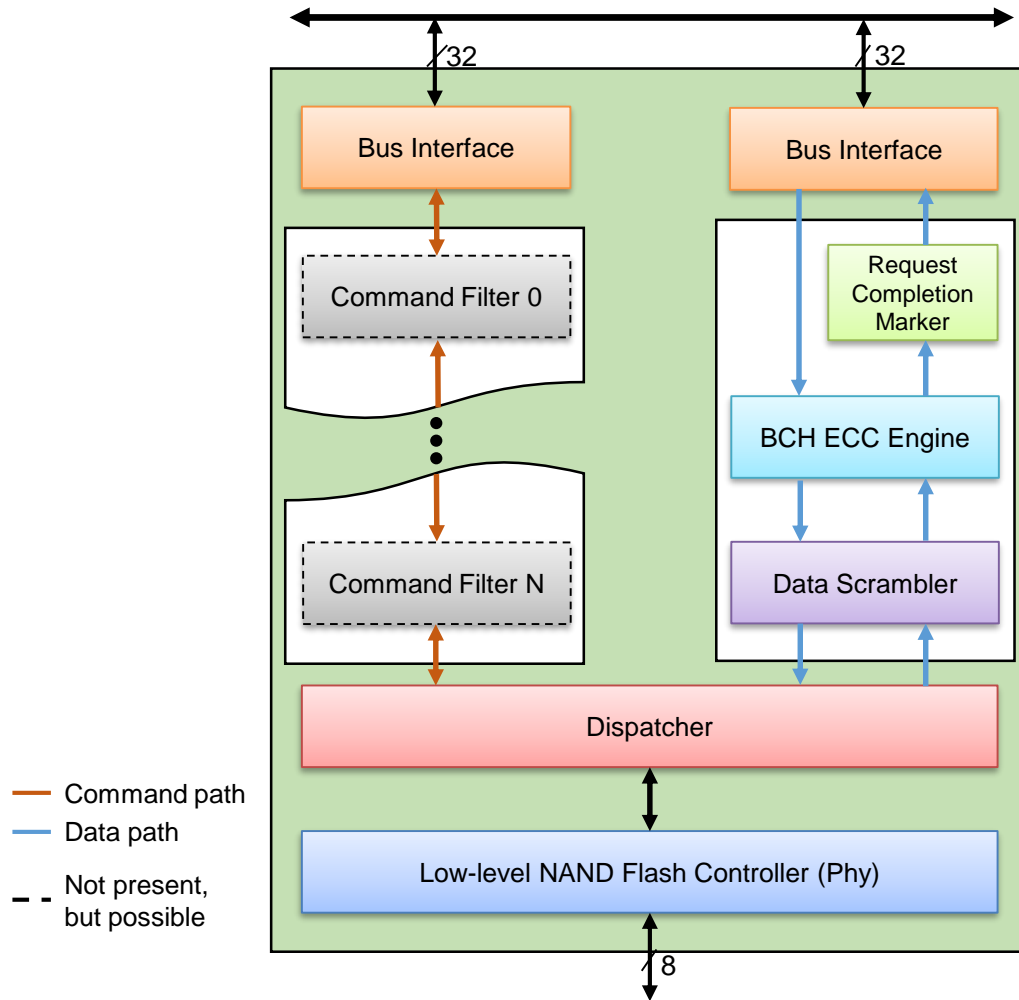 32
32
Bus Interface
Bus Interface
Command Filter 0
Request
Completion
Marker
BCH ECC Engine
Command Filter N
Data Scrambler
Dispatcher
Command path
Data path
Not present,
but possible
Low-level NAND Flash Controller (Phy)
8